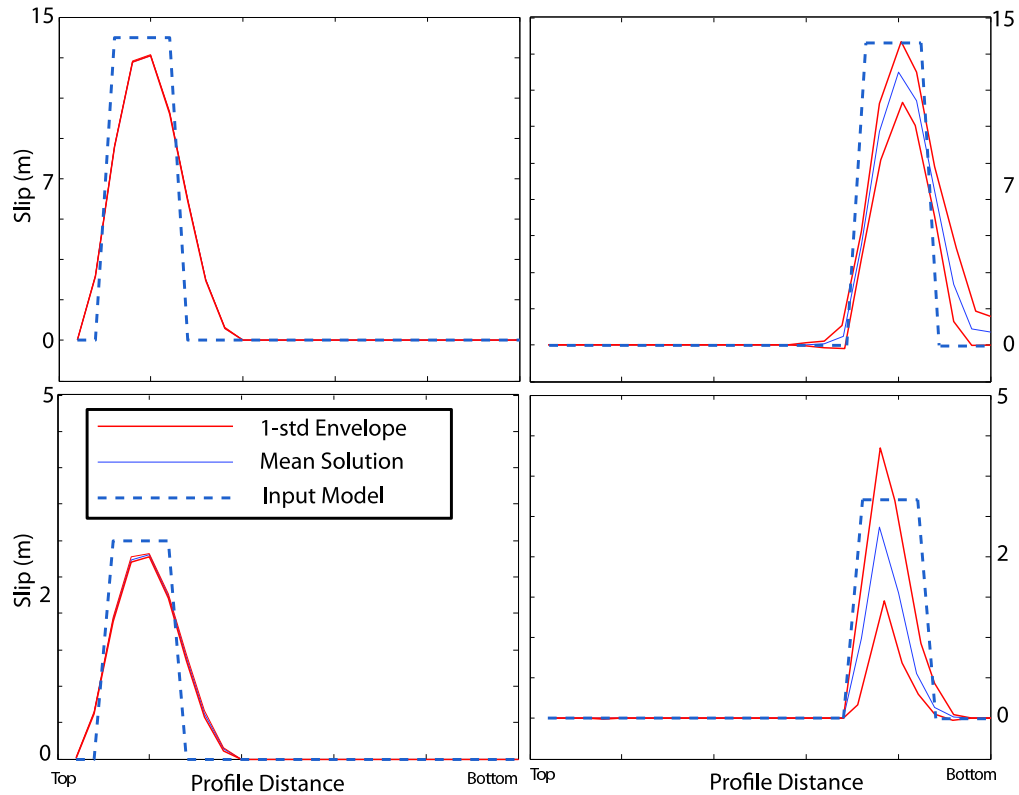 15
7
0
Slip (m)
15
7
0
5
2
0
Slip (m)
1-std Envelope
Mean Solution
Input Model
Top
Profile Distance
Bottom
5
2
0
Top
Profile Distance
Bottom